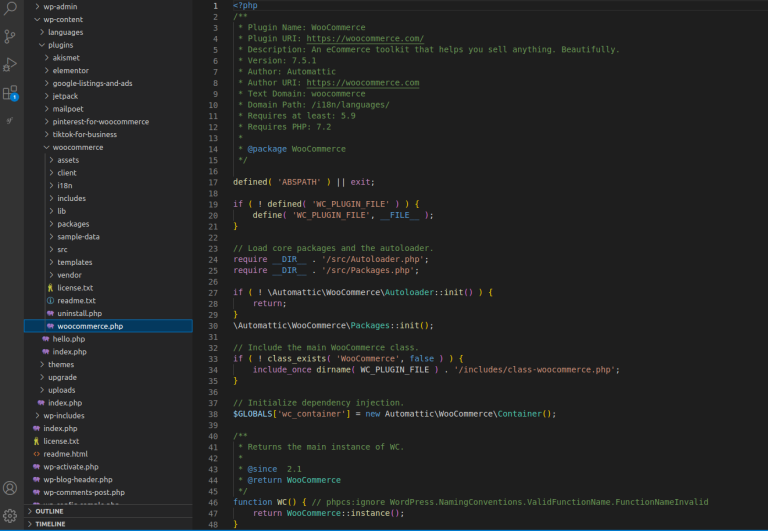 wp-admin
wp-content
languages
plugins
akismet
elementor
google-listings-and-ads
jetpack
mailpoet
pinterest-for-woocommerce
tiktok-for-business
woocommerce
assets
client
i18n
includes
lib
packages
sample-data
src
templates
vendor
license.txt
readme.txt
uninstall.php
woocommerce.php
hello.php
index.php
themes
upgrade
uploads
index.php
wp-includes
index.php
license.txt
readme.html
wp-activate.php
wp-blog-header.php
wp-comments-post.php
wp-config-sample.php
OUTLINE
TIMELINE
1 <?php
2 /**
3  * Plugin Name: WooCommerce
4  * Plugin URI: https://woocommerce.com/
5  * Description: An eCommerce toolkit that helps you sell anything. Beautifully.
6  * Version: 7.5.1
7  * Author: Automattic
8  * Author URI: https://woocommerce.com
9  * Text Domain: woocommerce
10  * Domain Path: /i18n/languages/
11  * Requires at least: 5.9
12  * Requires PHP: 7.2
13  *
14  * @package WooCommerce
15  */
16
17 defined( 'ABSPATH' ) || exit;
18
19 if ( ! defined( 'WC_PLUGIN_FILE' ) ) {
20     define( 'WC_PLUGIN_FILE', __FILE__ );
21 }
22
23 // Load core packages and the autoloader.
24 require __DIR__ . '/src/Autoloader.php';
25 require __DIR__ . '/src/Packages.php';
26
27 if ( ! \Automattic\WooCommerce\Autoloader::init() ) {
28     return;
29 }
30 \Automattic\WooCommerce\Packages::init();
31
32 // Include the main WooCommerce class.
33 if ( ! class_exists( 'WooCommerce', false ) ) {
34     include_once dirname( WC_PLUGIN_FILE ) . '/includes/class-woocommerce.php';
35 }
36
37 // Initialize dependency injection.
38 $GLOBALS['wc_container'] = new Automattic\WooCommerce\Container();
39
40 /**
41  * Returns the main instance of WC.
42  *
43  * @since  2.1
44  * @return WooCommerce
45  */
46 function WC() { // phpcs:ignore WordPress.NamingConventions.ValidFunctionName.FunctionNameInvalid
47     return WooCommerce::instance();
48 }